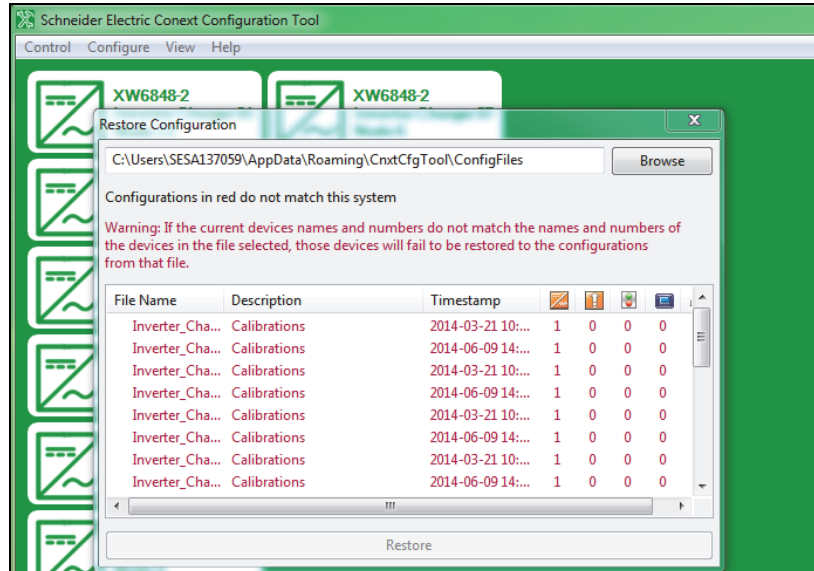 Schneider Electric Conext Configuration Tool
Control Configure View Help
XW6848-2 XW6848-2
Restore Configuration
C:\Users\SESA137059\AppData\Roaming\CnxtCfgTool\ConfigFiles Browse
Configurations in red do not match this system
Warning: If the current devices names and numbers do not match the names and numbers of
the devices in the file selected, those devices will fail to be restored to the configurations
from that file.
File Name Description Timestamp
Inverter_Cha... Calibrations 2014-03-21 10:... 1 0 0 0
Inverter_Cha... Calibrations 2014-06-09 14:... 1 0 0 0
Inverter_Cha... Calibrations 2014-03-21 10:... 1 0 0 0
Inverter_Cha... Calibrations 2014-06-09 14:... 1 0 0 0
Inverter_Cha... Calibrations 2014-03-21 10:... 1 0 0 0
Inverter_Cha... Calibrations 2014-06-09 14:... 1 0 0 0
Inverter_Cha... Calibrations 2014-03-21 10:... 1 0 0 0
Inverter_Cha... Calibrations 2014-06-09 14:... 1 0 0 0
Restore